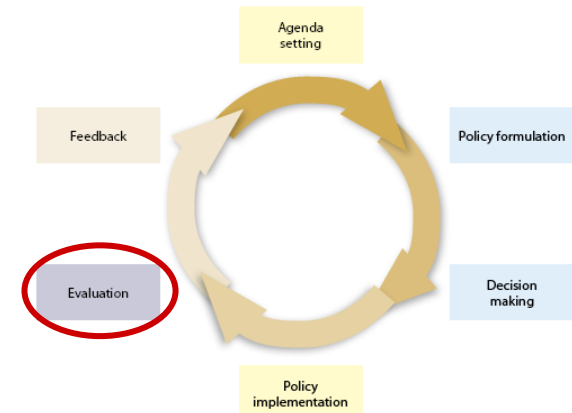 Agenda
setting
Feedback
Policy formulation
Evaluation
Decision
making
Policy
implementation